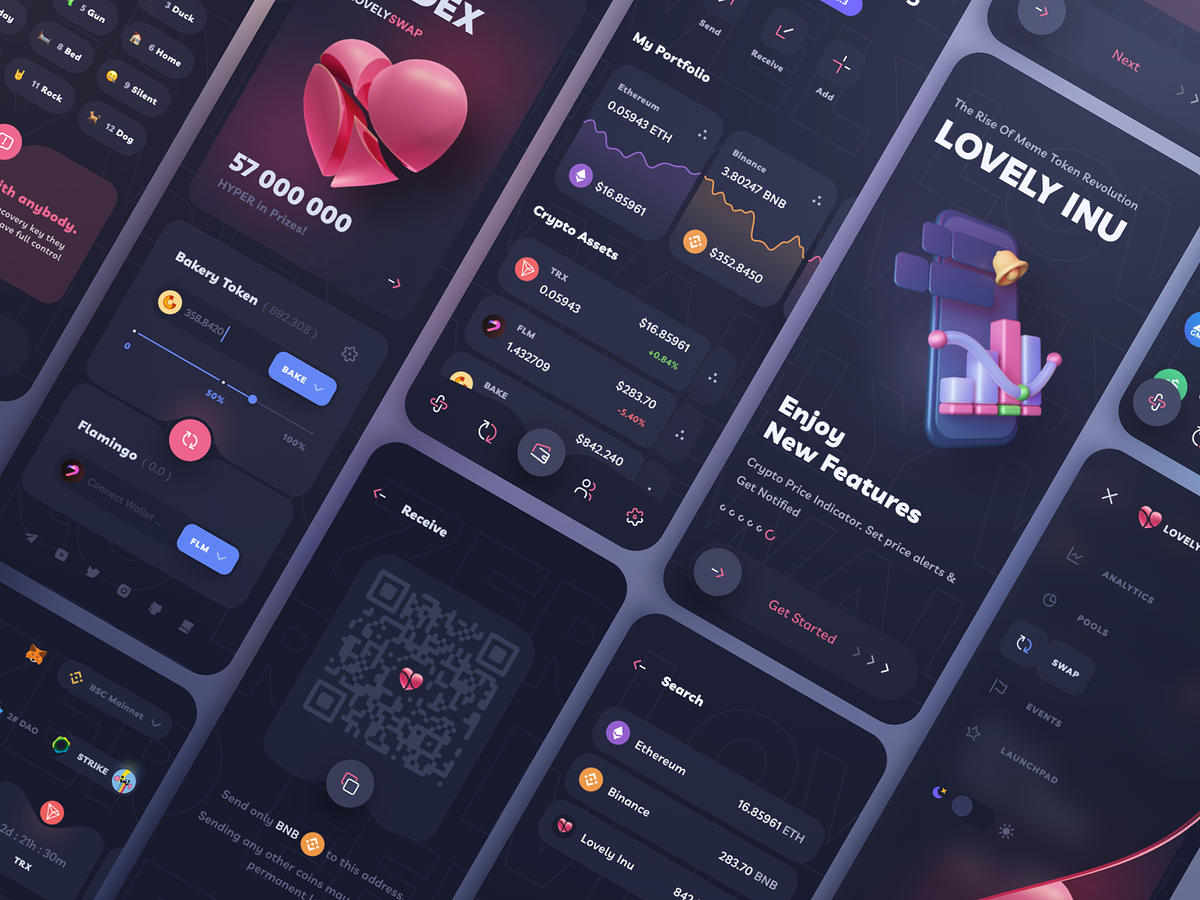 5 Gun
3 Duck
8 Bed
6 Home
11 Rock
9 Silent
12 Dog
with anybody.
covery key they
ave full control
DEX
LOVELYSWAP
57 000 000
HYPER in Prizes!
Bakery Token ( 892.308 )
358.8420
BAKE
0
50%
100%
Flamingo ( 0.0 )
Connect Wallet...
FLM
BSC Mainnet
2# DAO
STRIKE
2d : 21h : 30m
TRX
Send
Receive
Add
My Portfolio
Ethereum
0.05943 ETH
$16.85961
Binance
3.80247 BNB
$352.8450
Crypto Assets
TRX
0.05943
$16.85961
+0.84%
FLM
1.432709
$283.70
-5.40%
BAKE
$842.240
Receive
Send only BNB to this address
Sending any other coins may
permanent
Next
The Rise Of Meme Token Revolution
LOVELY INU
Enjoy
New Features
Crypto Price Indicator. Set price alerts &
Get Notified
Get Started
Search
Ethereum
16.85961 ETH
Binance
283.70 BNB
Lovely Inu
842
LOVELY
ANALYTICS
POOLS
SWAP
EVENTS
LAUNCHPAD